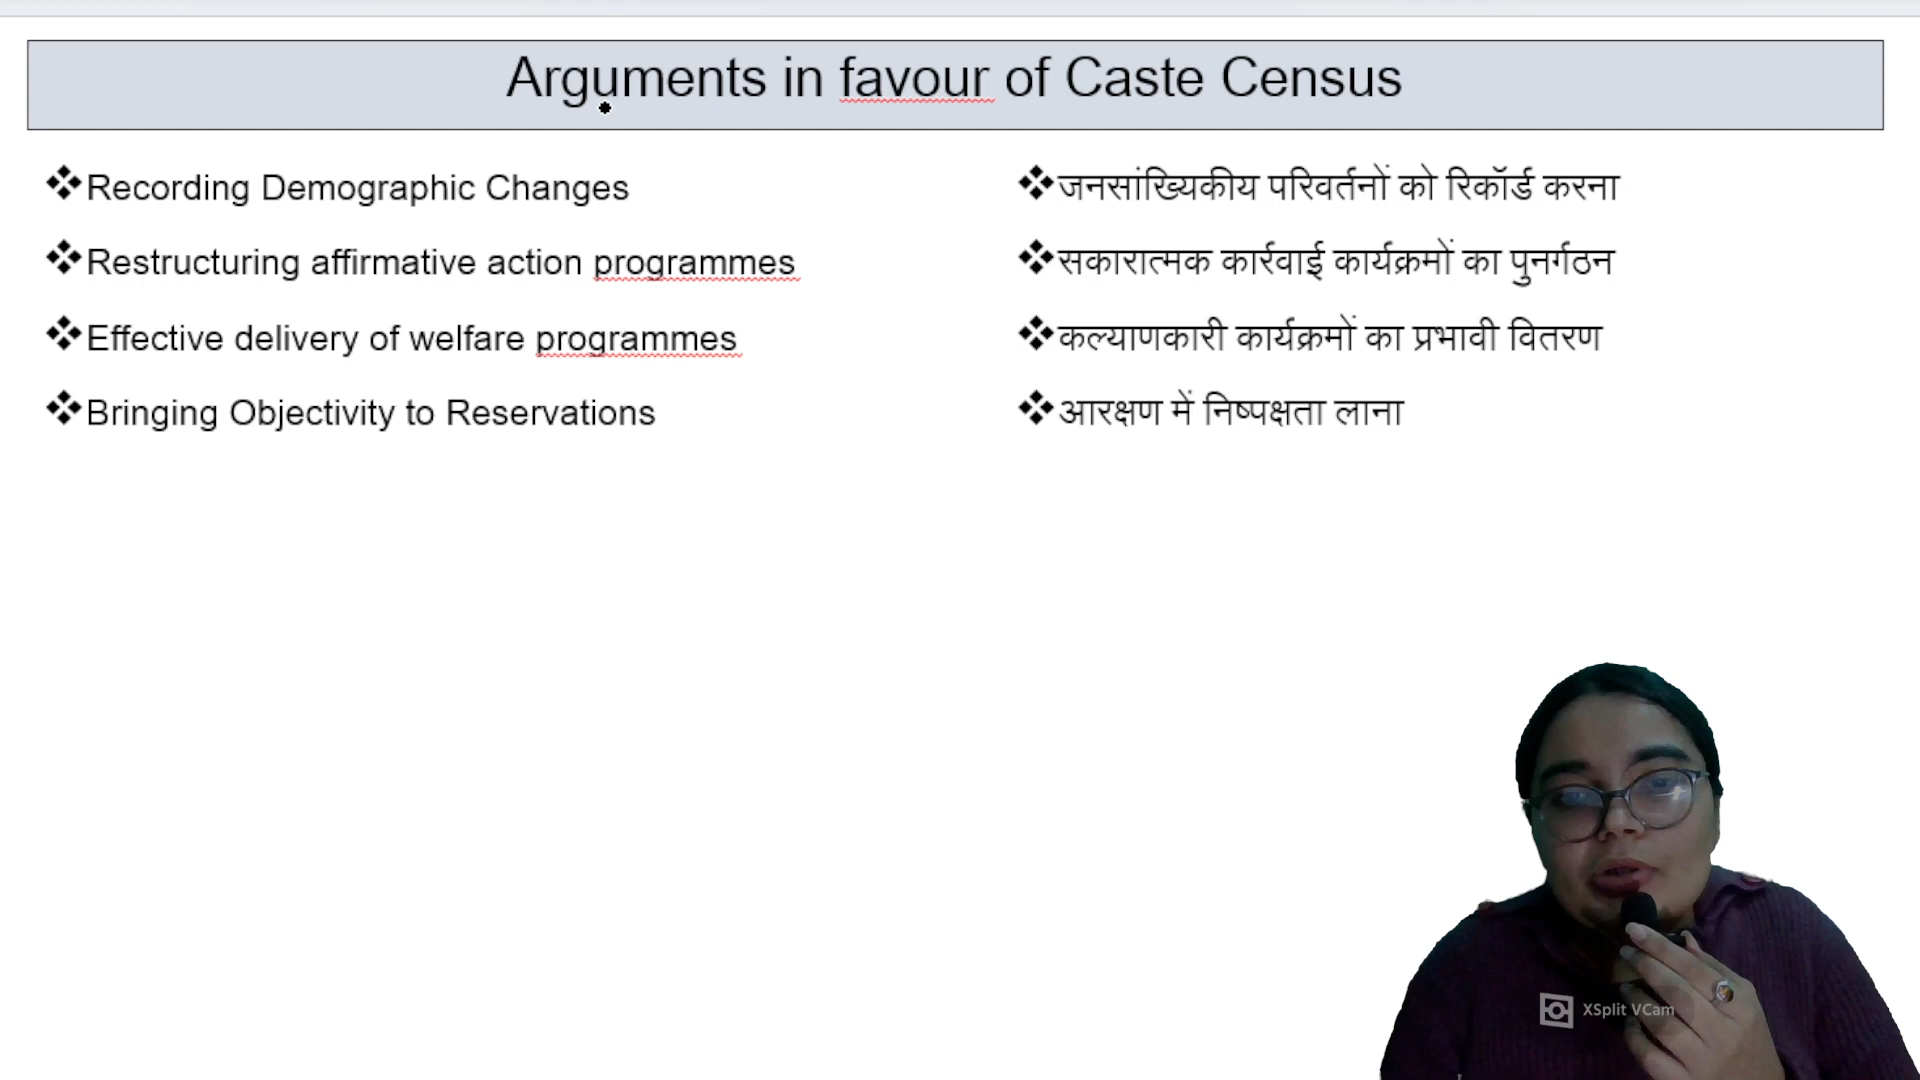 Arguments in favour of Caste Census
❖Recording Demographic Changes
❖Restructuring affirmative action programmes
❖Effective delivery of welfare programmes
❖Bringing Objectivity to Reservations
❖जनसांख्यिकीय परिवर्तनों को रिकॉर्ड करना
❖सकारात्मक कार्रवाई कार्यक्रमों का पुनर्गठन
❖कल्याणकारी कार्यक्रमों का प्रभावी वितरण
❖आरक्षण में निष्पक्षता लाना
XSplit VCam